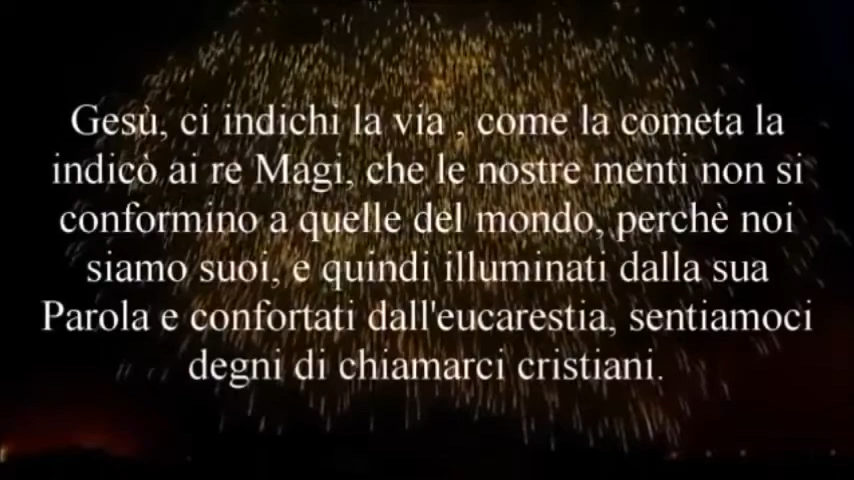 Gesù, ci indichi la via , come la cometa la
indicò ai re Magi, che le nostre menti non si
conformino a quelle del mondo, perchè noi
siamo suoi, e quindi illuminati dalla sua
Parola e confortati dall'eucarestia, sentiamoci
degni di chiamarci cristiani.